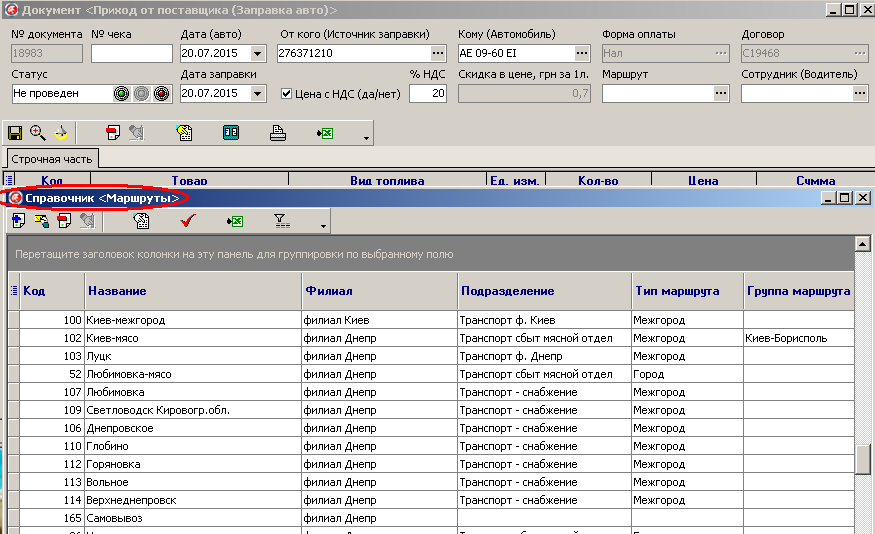 Документ <Приход от поставщика (Заправка авто)>
№ документа № чека Дата (авто) От кого (Источник заправки) Кому (Автомобиль) Форма оплаты Договор
18983 20.07.2015 276371210 ... АЕ 09-60 EI ... Нал ... С19468 ...
Статус Дата заправки % НДС Скидка в цене, грн за 1л. Маршрут Сотрудник (Водитель)
Не проведен 20.07.2015 Цена с НДС (да/нет) 20 0,7 ... ...
Строчная часть
Код Товар Вид топлива Ед. изм. Кол-во Цена Сумма
Справочник <Маршруты>
Перетащите заголовок колонки на эту панель для группировки по выбранному полю
Код Название Филиал Подразделение Тип маршрута Группа маршрута
100 Киев-межгород филиал Киев Транспорт ф. Киев Межгород
102 Киев-мясо филиал Днепр Транспорт сбыт мясной отдел Межгород Киев-Борисполь
103 Луцк филиал Днепр Транспорт ф. Днепр Межгород
52 Любимовка-мясо филиал Днепр Транспорт сбыт мясной отдел Город
107 Любимовка филиал Днепр Транспорт - снабжение Межгород
109 Светловодск Кировогр.обл. филиал Днепр Транспорт - снабжение Межгород
106 Днепровское филиал Днепр Транспорт - снабжение Межгород
110 Глобино филиал Днепр Транспорт - снабжение Межгород
112 Горяновка филиал Днепр Транспорт - снабжение Межгород
113 Вольное филиал Днепр Транспорт - снабжение Межгород
114 Верхнеднепровск филиал Днепр Транспорт - снабжение Межгород
165 Самовывоз филиал Днепр